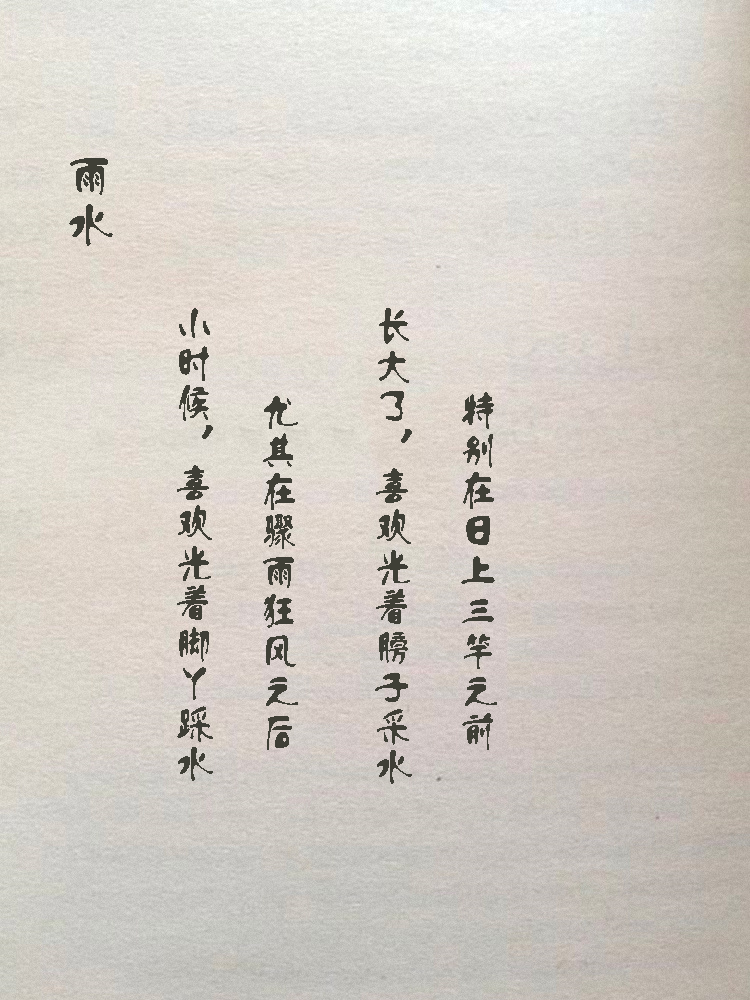 雨水
小时候，喜欢光着脚丫踩水
尤其在骤雨狂风之后
长大了，喜欢光着膀子采水
特别在日上三竿之前